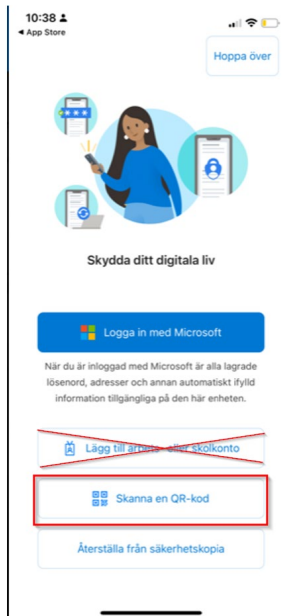 10:38
App Store
Hoppa över
Skydda ditt digitala liv
Logga in med Microsoft
När du är inloggad med Microsoft är alla lagrade
lösenord, adresser och annan automatiskt ifylld
information tillgängliga på den här enheten.
Lägg till arbets- eller skolkonto
Skanna en QR-kod
Återställa från säkerhetskopia